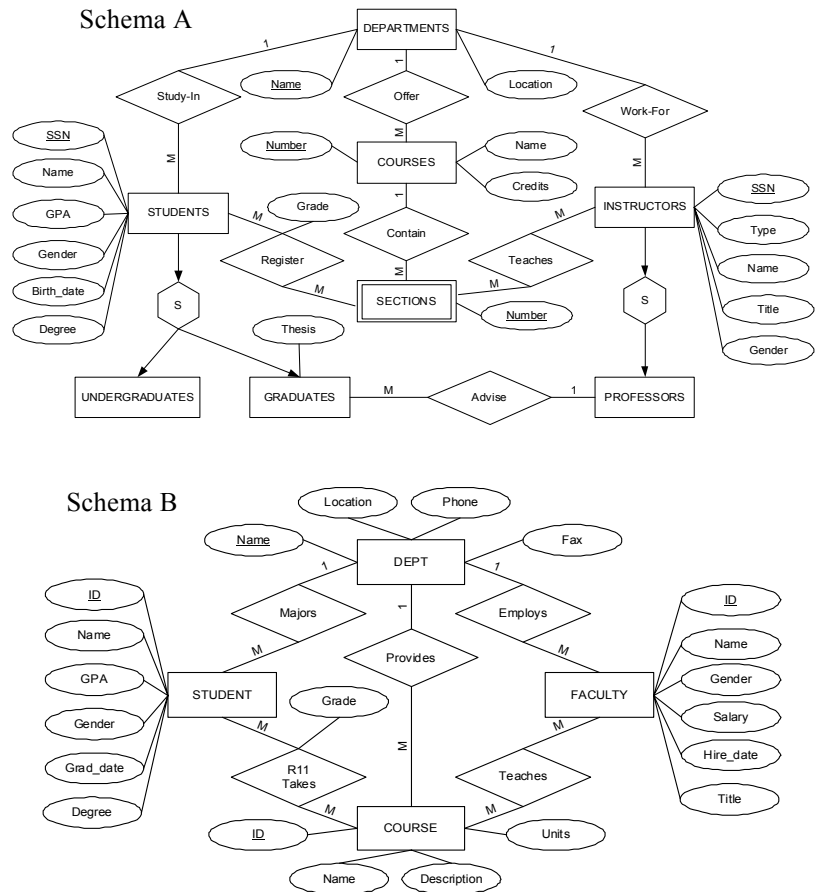 Schema A
DEPARTMENTS
1
1
1
Name
Location
Study-In
Offer
Work-For
M
M
M
SSN
Number
Name
COURSES
Name
Credits
SSN
STUDENTS
Grade
1
INSTRUCTORS
GPA
M
M
Type
Register
Contain
Teaches
Name
Gender
M
M
M
Birth_date
S
SECTIONS
S
Title
Degree
Thesis
Number
Gender
UNDERGRADUATES
GRADUATES
M
Advise
1
PROFESSORS
Schema B
Location
Phone
Name
Fax
DEPT
1
1
1
ID
ID
Majors
Employs
Name
Name
M
Provides
M
GPA
Gender
STUDENT
FACULTY
Gender
Grade
Salary
M
M
Grad_date
Hire_date
R11
Takes
M
Teaches
Degree
Title
M
M
ID
COURSE
Units
Name
Description